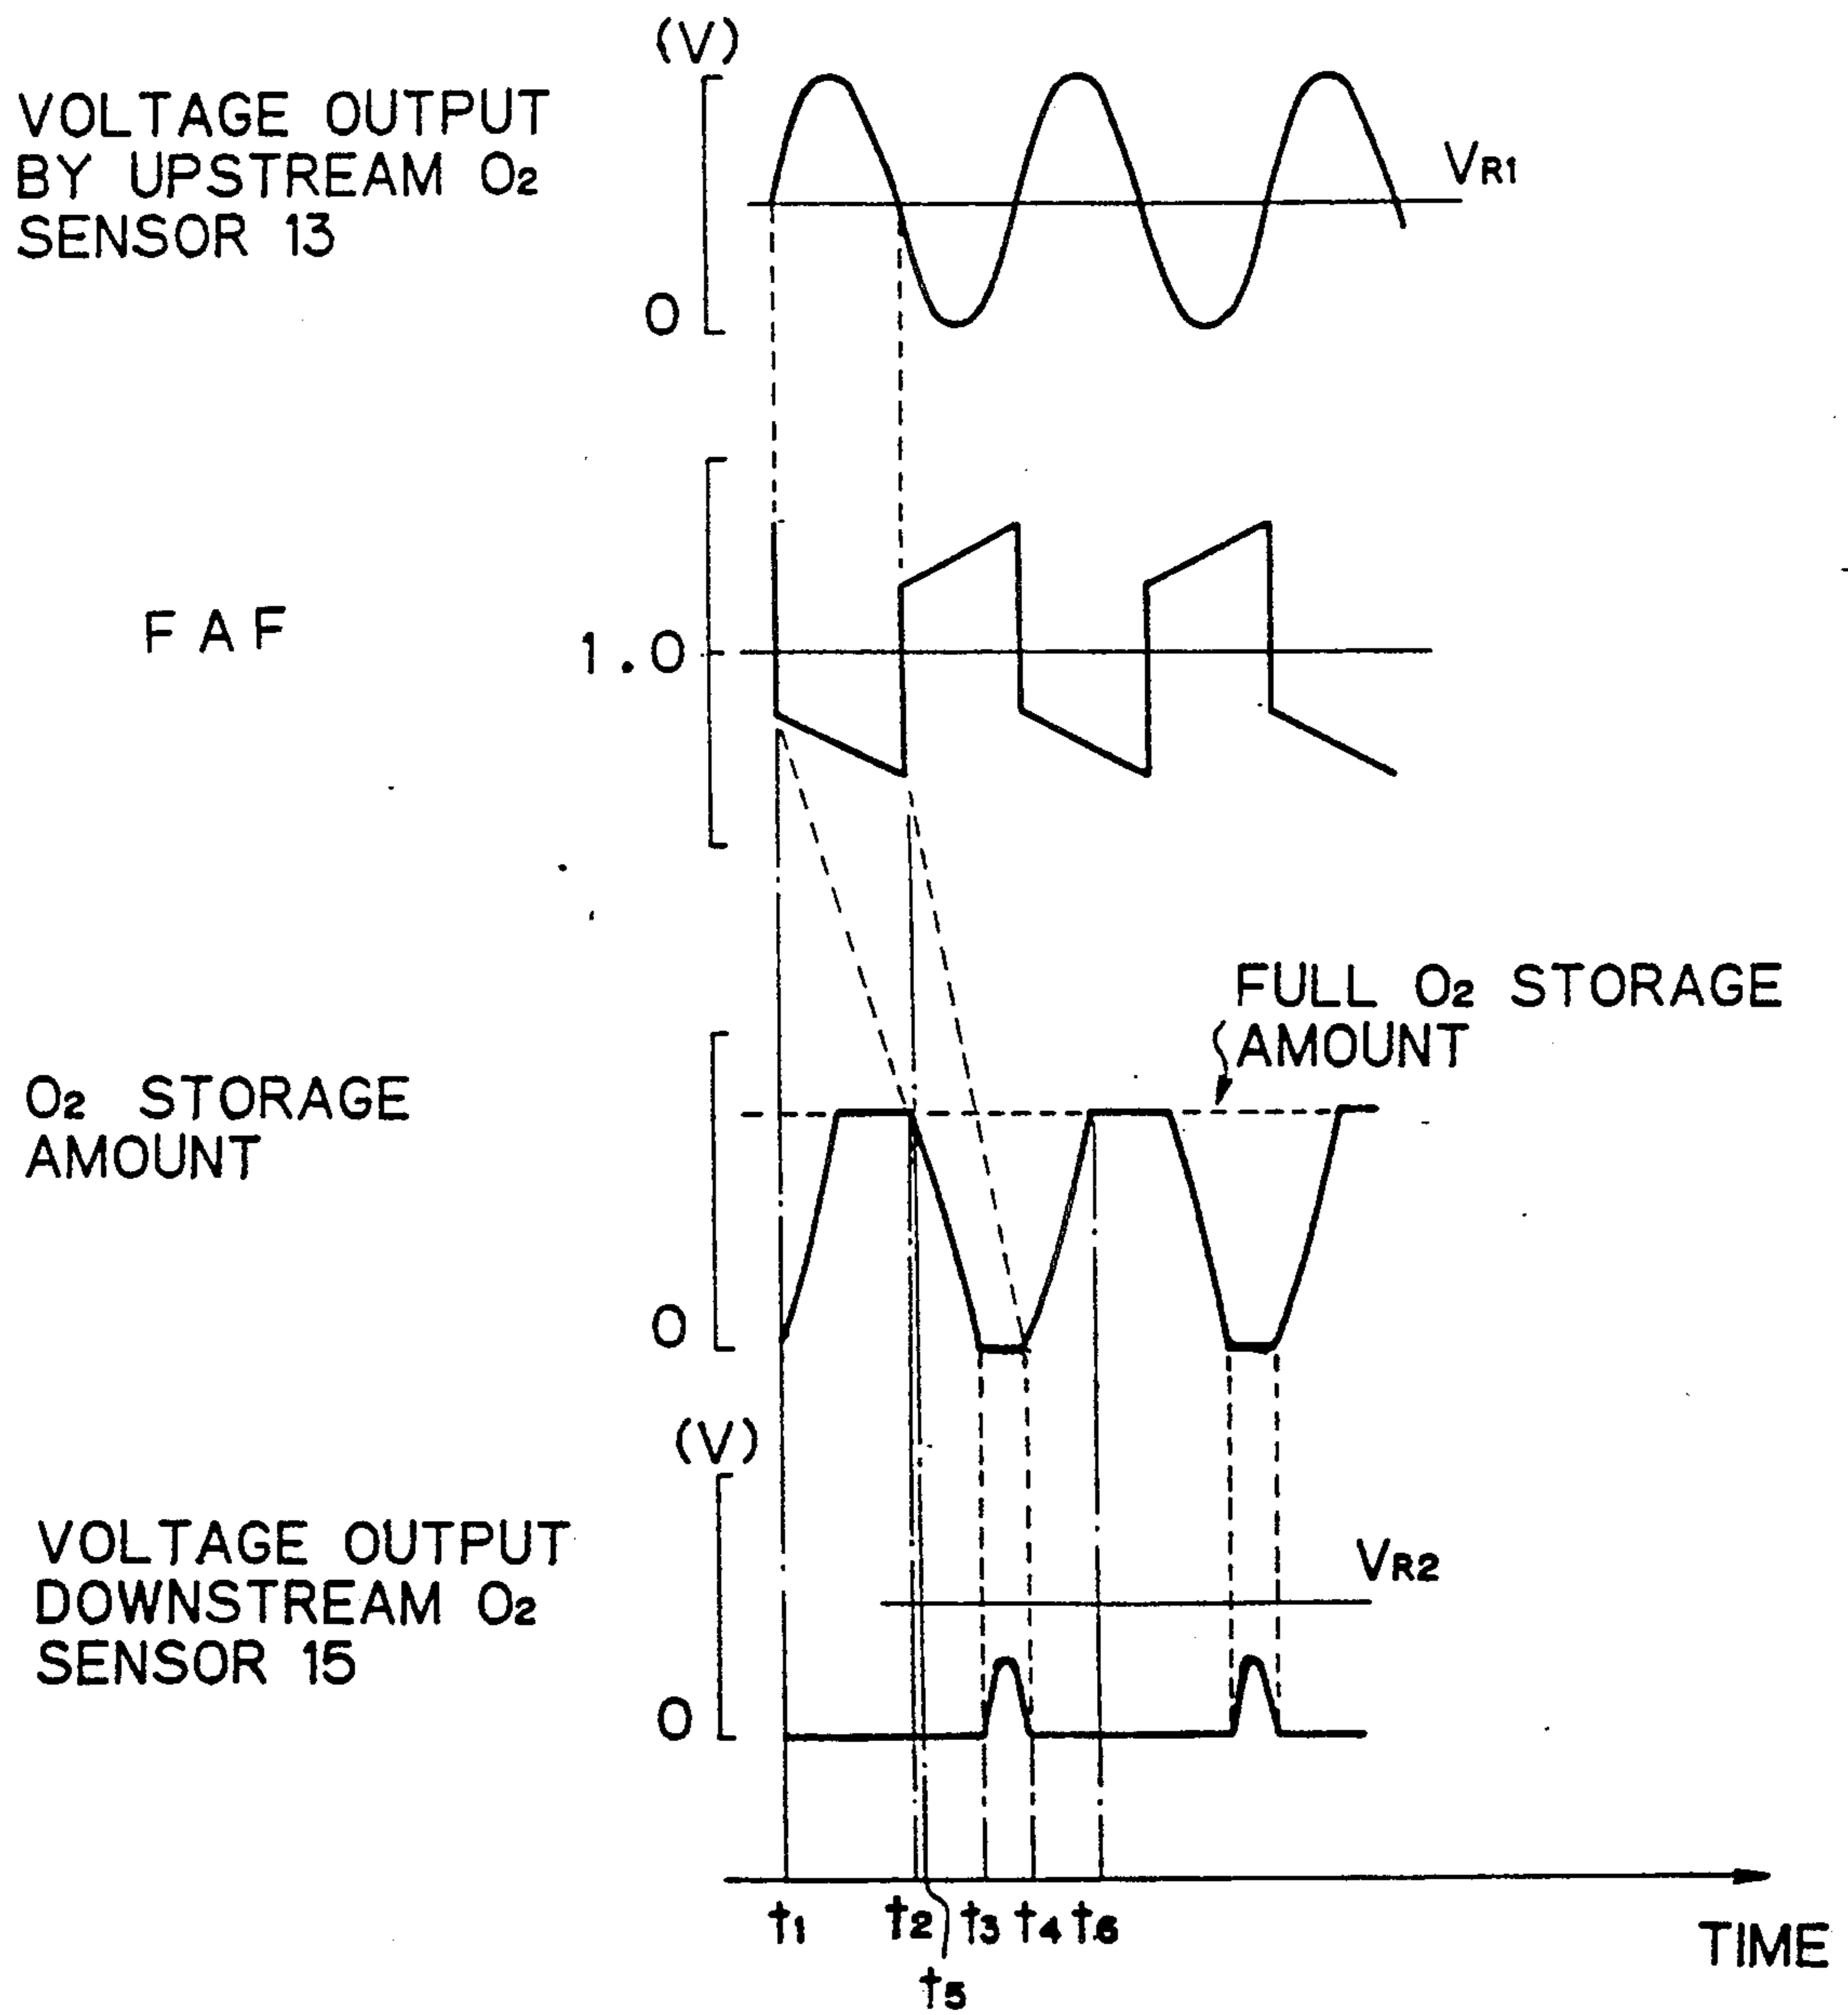 (V)
VOLTAGE OUTPUT
BY UPSTREAM O2
SENSOR 13
VR1
0
FAF
1.0
FULL O2 STORAGE
AMOUNT
O2 STORAGE
AMOUNT
0
(V)
VOLTAGE OUTPUT
DOWNSTREAM O2
SENSOR 15
VR2
0
t1 t2 t3 t4 t6
t5
TIME